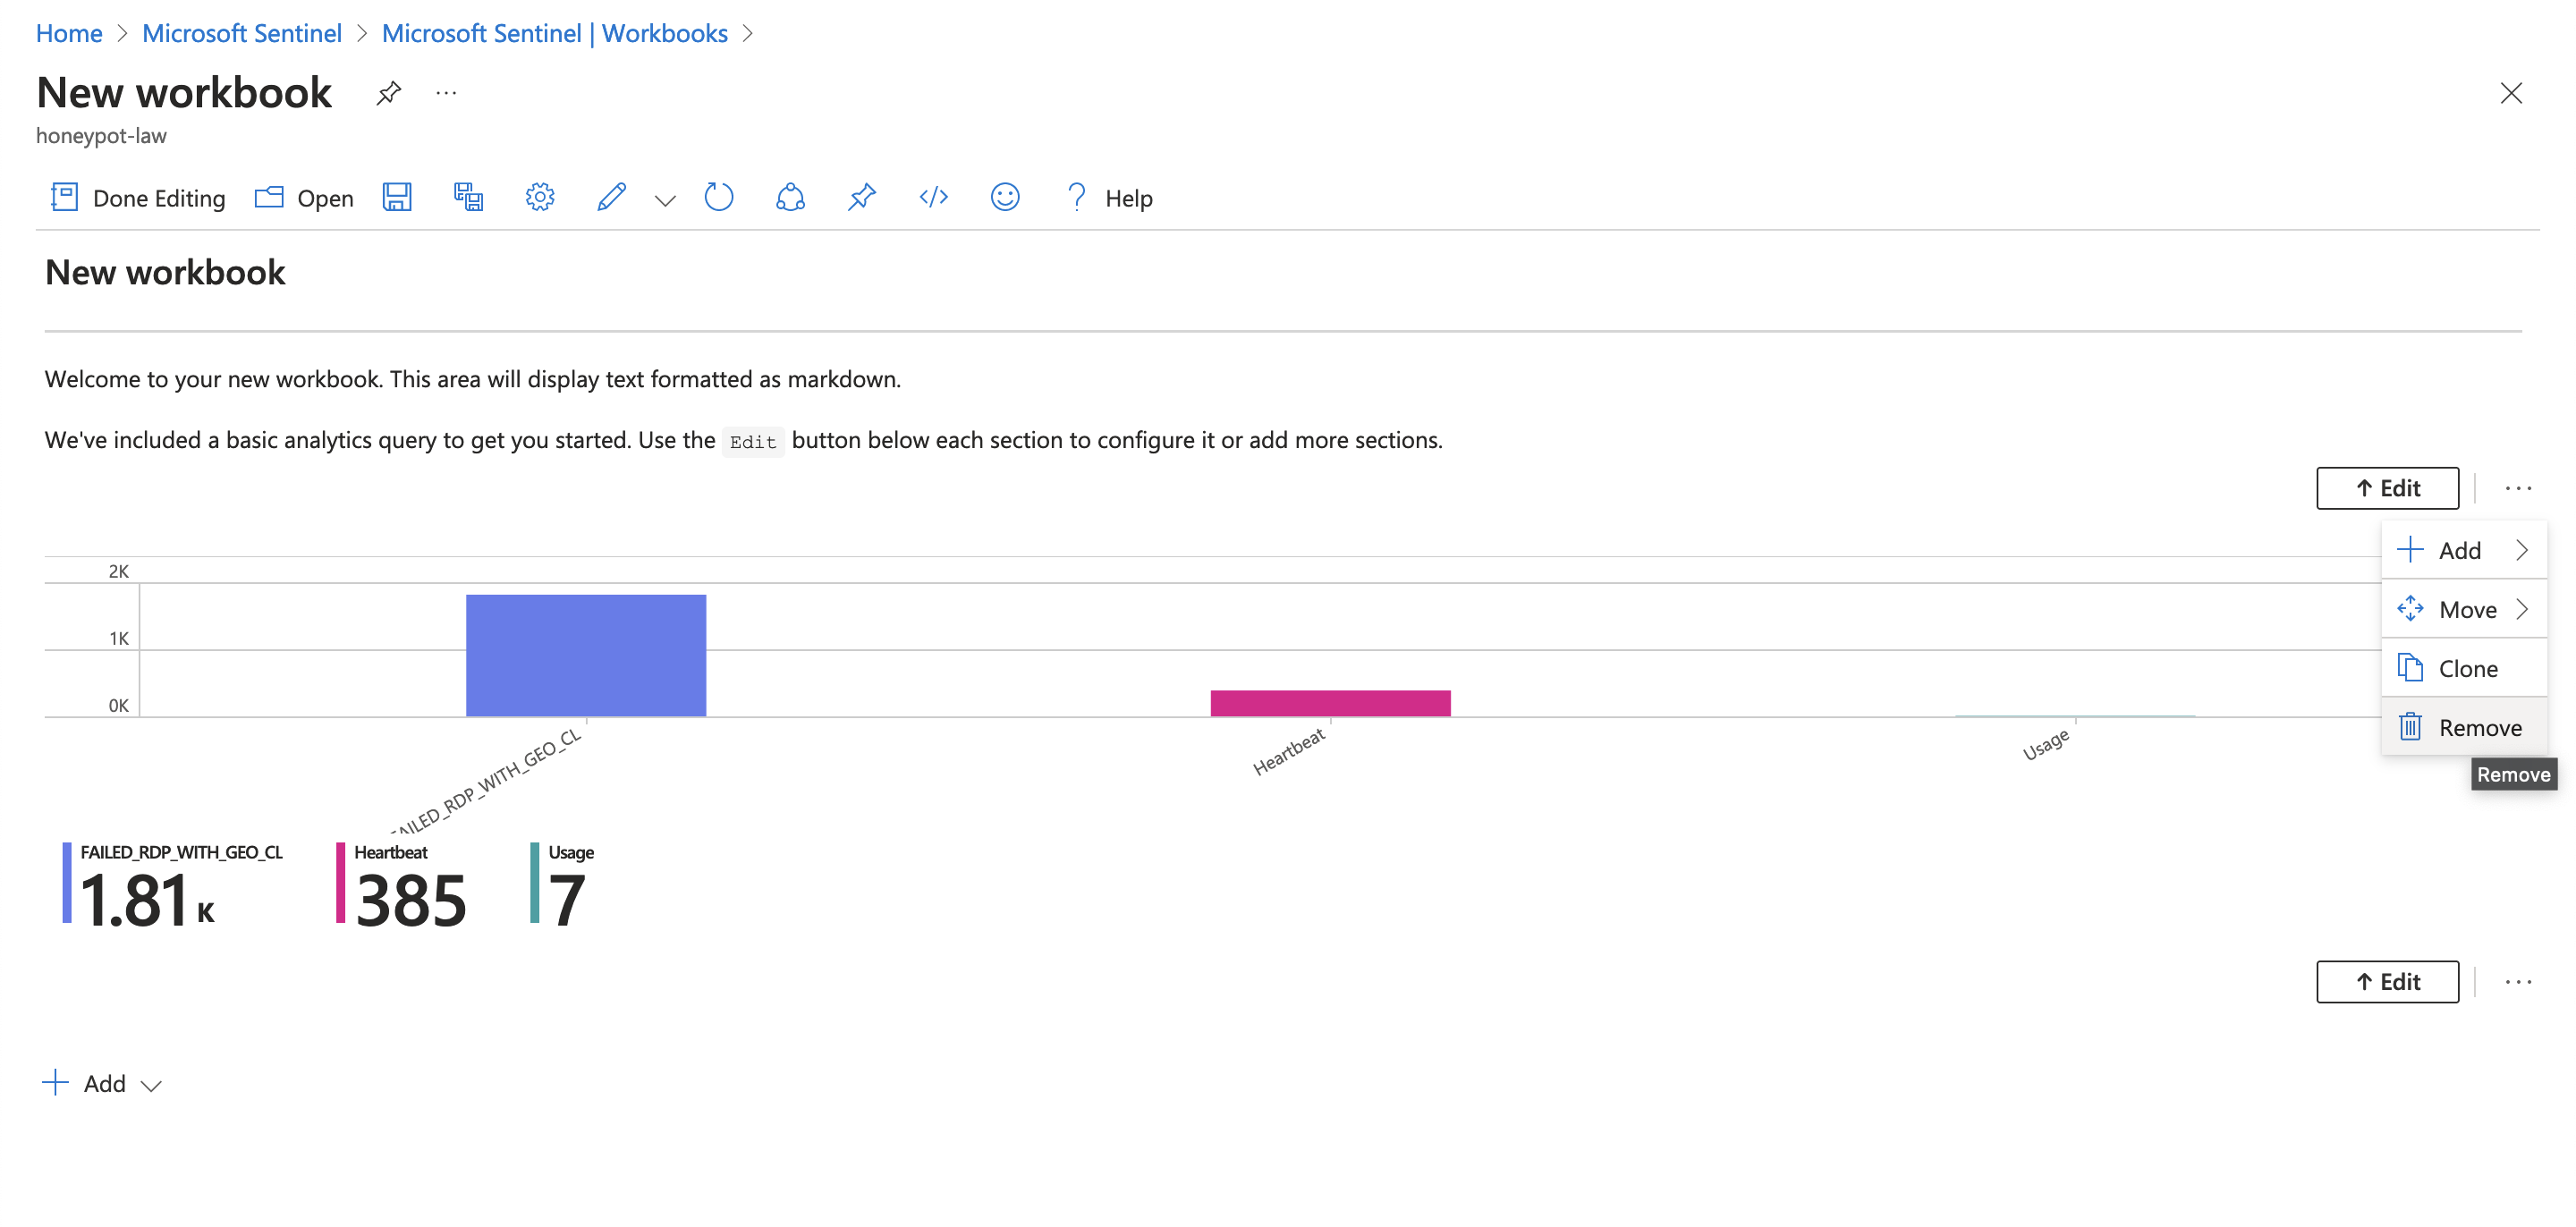 Home > Microsoft Sentinel > Microsoft Sentinel | Workbooks >
New workbook ...
honeypot-law
Done Editing Open </> ? Help
New workbook
Welcome to your new workbook. This area will display text formatted as markdown.
We've included a basic analytics query to get you started. Use the Edit button below each section to configure it or add more sections.
↑ Edit ...
Add >
Move >
Clone
Remove
Remove
2K
1K
0K
FAILED_RDP_WITH_GEO_CL
Heartbeat
Usage
FAILED_RDP_WITH_GEO_CL
1.81 K
Heartbeat
385
Usage
7
↑ Edit ...
+ Add